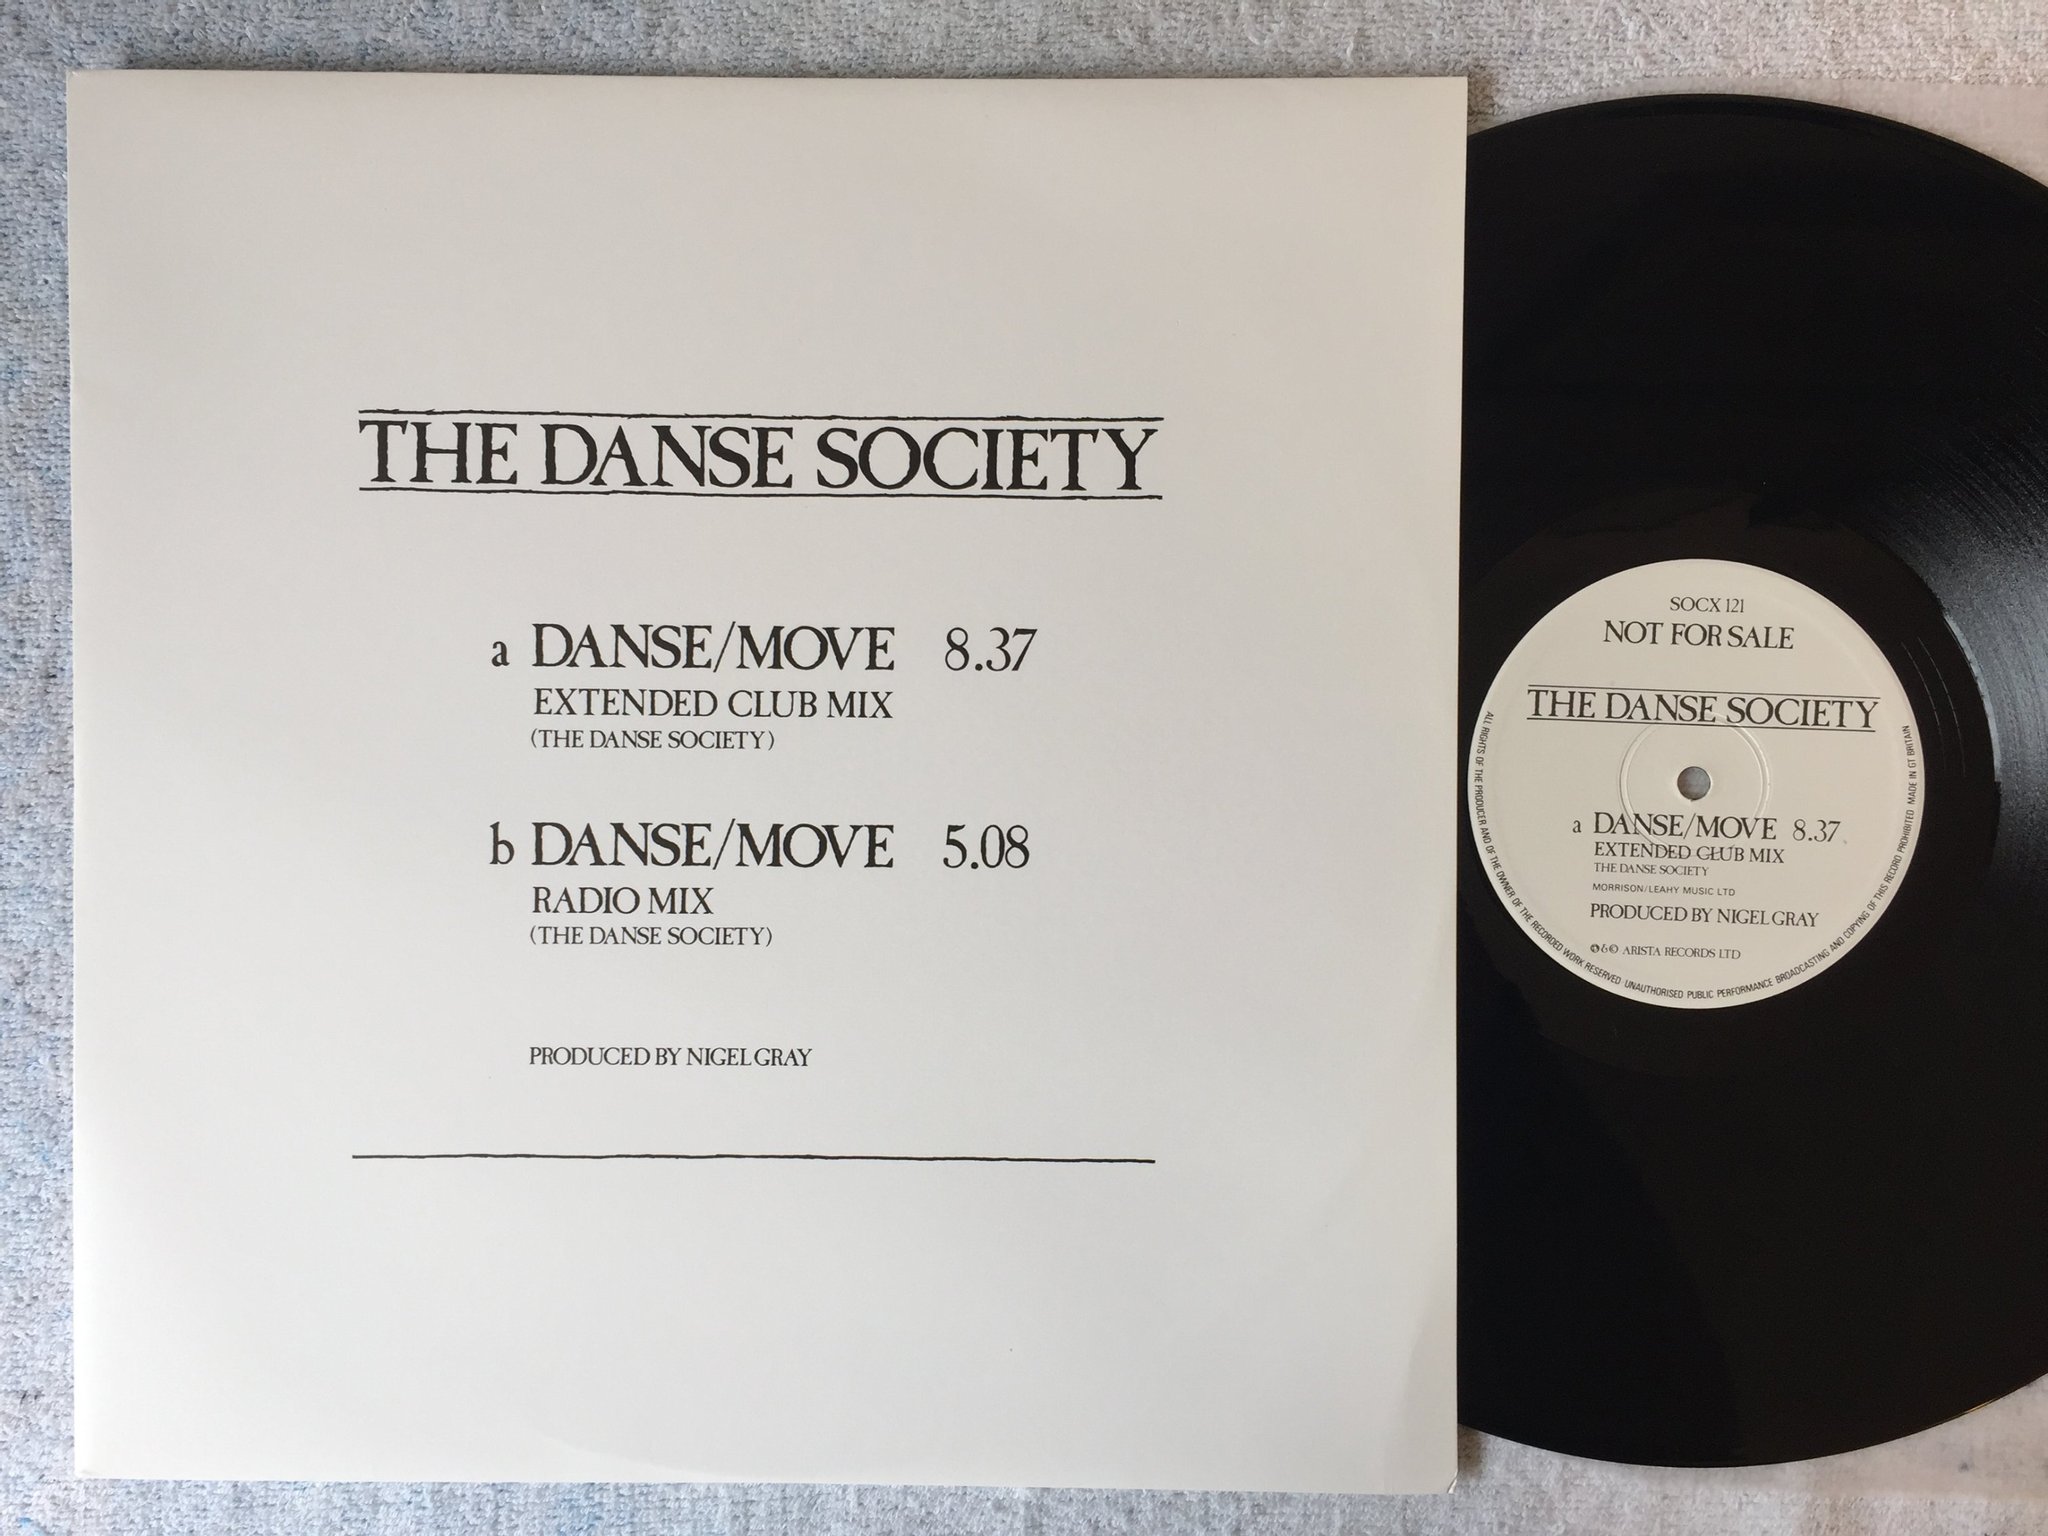 THE DANSE SOCIETY
a DANSE/MOVE 8.37
EXTENDED CLUB MIX
(THE DANSE SOCIETY)
b DANSE/MOVE 5.08
RADIO MIX
(THE DANSE SOCIETY)
PRODUCED BY NIGEL GRAY
SOCX 121
NOT FOR SALE
THE DANSE SOCIETY
a DANSE/MOVE 8.37
EXTENDED CLUB MIX
THE DANSE SOCIETY
MORRISON/LEAHY MUSIC LTD
PRODUCED BY NIGEL GRAY
℗&© ARISTA RECORDS LTD
ALL RIGHTS OF THE PRODUCER AND OF THE OWNER OF THE RECORDED WORK RESERVED UNAUTHORISED PUBLIC PERFORMANCE BROADCASTING AND COPYING OF THIS RECORD PROHIBITED MADE IN GT BRITAIN